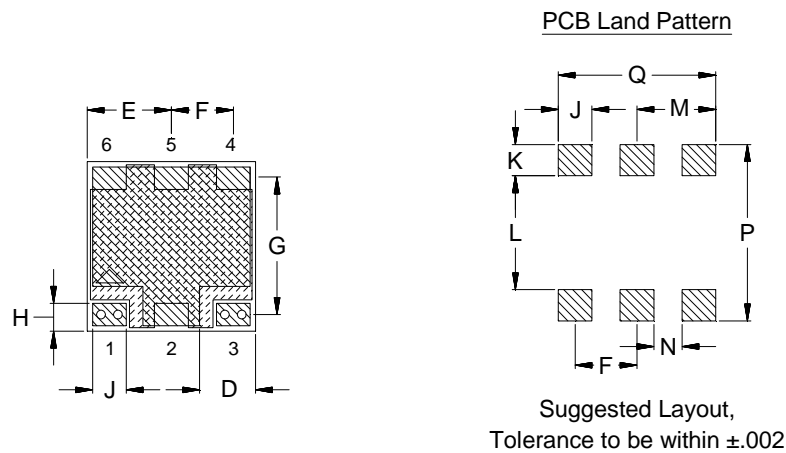 PCB Land Pattern
Q
E F
J M
6 5 4
K
G L P
H
1 2 3
N
F
J D
Suggested Layout,
Tolerance to be within ±.002